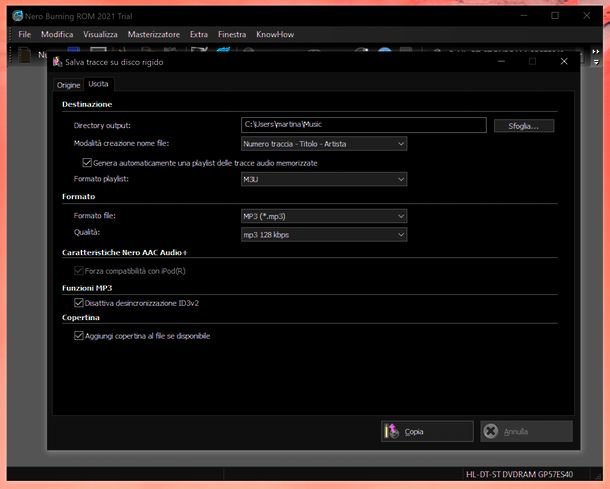 Nero Burning ROM 2021 Trial
File Modifica Visualizza Masterizzatore Extra Finestra KnowHow
Salva tracce su disco rigido
Origine Uscita
Destinazione
Directory output: C:\Users\martina\Music Sfoglia...
Modalità creazione nome file: Numero traccia - Titolo - Artista
Genera automaticamente una playlist delle tracce audio memorizzate
Formato playlist: M3U
Formato
Formato file: MP3 (*.mp3)
Qualità: mp3 128 kbps
Caratteristiche Nero AAC Audio+
Forza compatibilità con iPod(R)
Funzioni MP3
Disattiva desincronizzazione ID3v2
Copertina
Aggiungi copertina al file se disponibile
Copia Annulla
HL-DT-ST DVDRAM GP57ES40